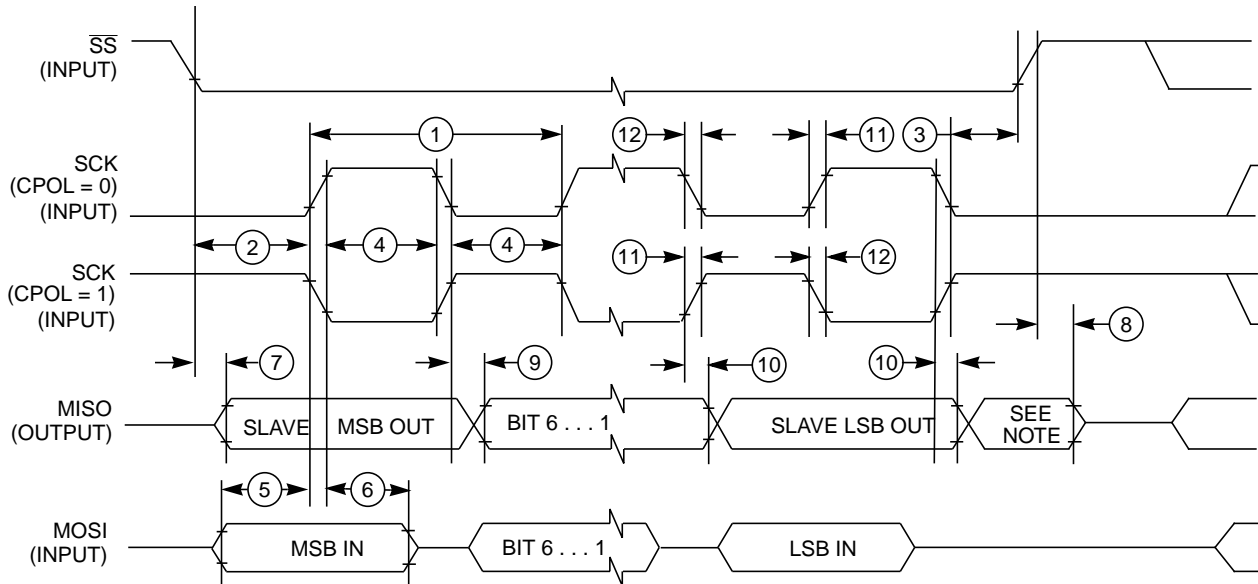 SS
(INPUT)
1
12
11
3
SCK
(CPOL = 0)
(INPUT)
2
4
4
SCK
(CPOL = 1)
(INPUT)
11
12
8
7
9
10
10
MISO
(OUTPUT)
SLAVE
MSB OUT
BIT 6 . . . 1
SLAVE LSB OUT
SEE
NOTE
5
6
MOSI
(INPUT)
MSB IN
BIT 6 . . . 1
LSB IN